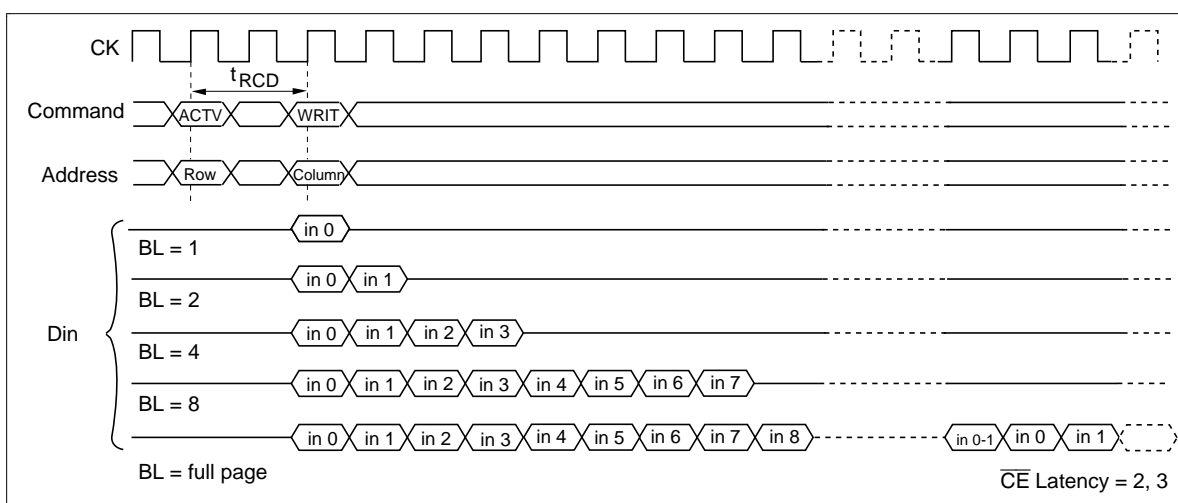 CK
tRCD
Command ACTV WRIT
Address Row Column
in 0
BL = 1
in 0 in 1
BL = 2
Din
in 0 in 1 in 2 in 3
BL = 4
in 0 in 1 in 2 in 3 in 4 in 5 in 6 in 7
BL = 8
in 0 in 1 in 2 in 3 in 4 in 5 in 6 in 7 in 8 in 0-1 in 0 in 1
BL = full page
C̅E̅ Latency = 2, 3